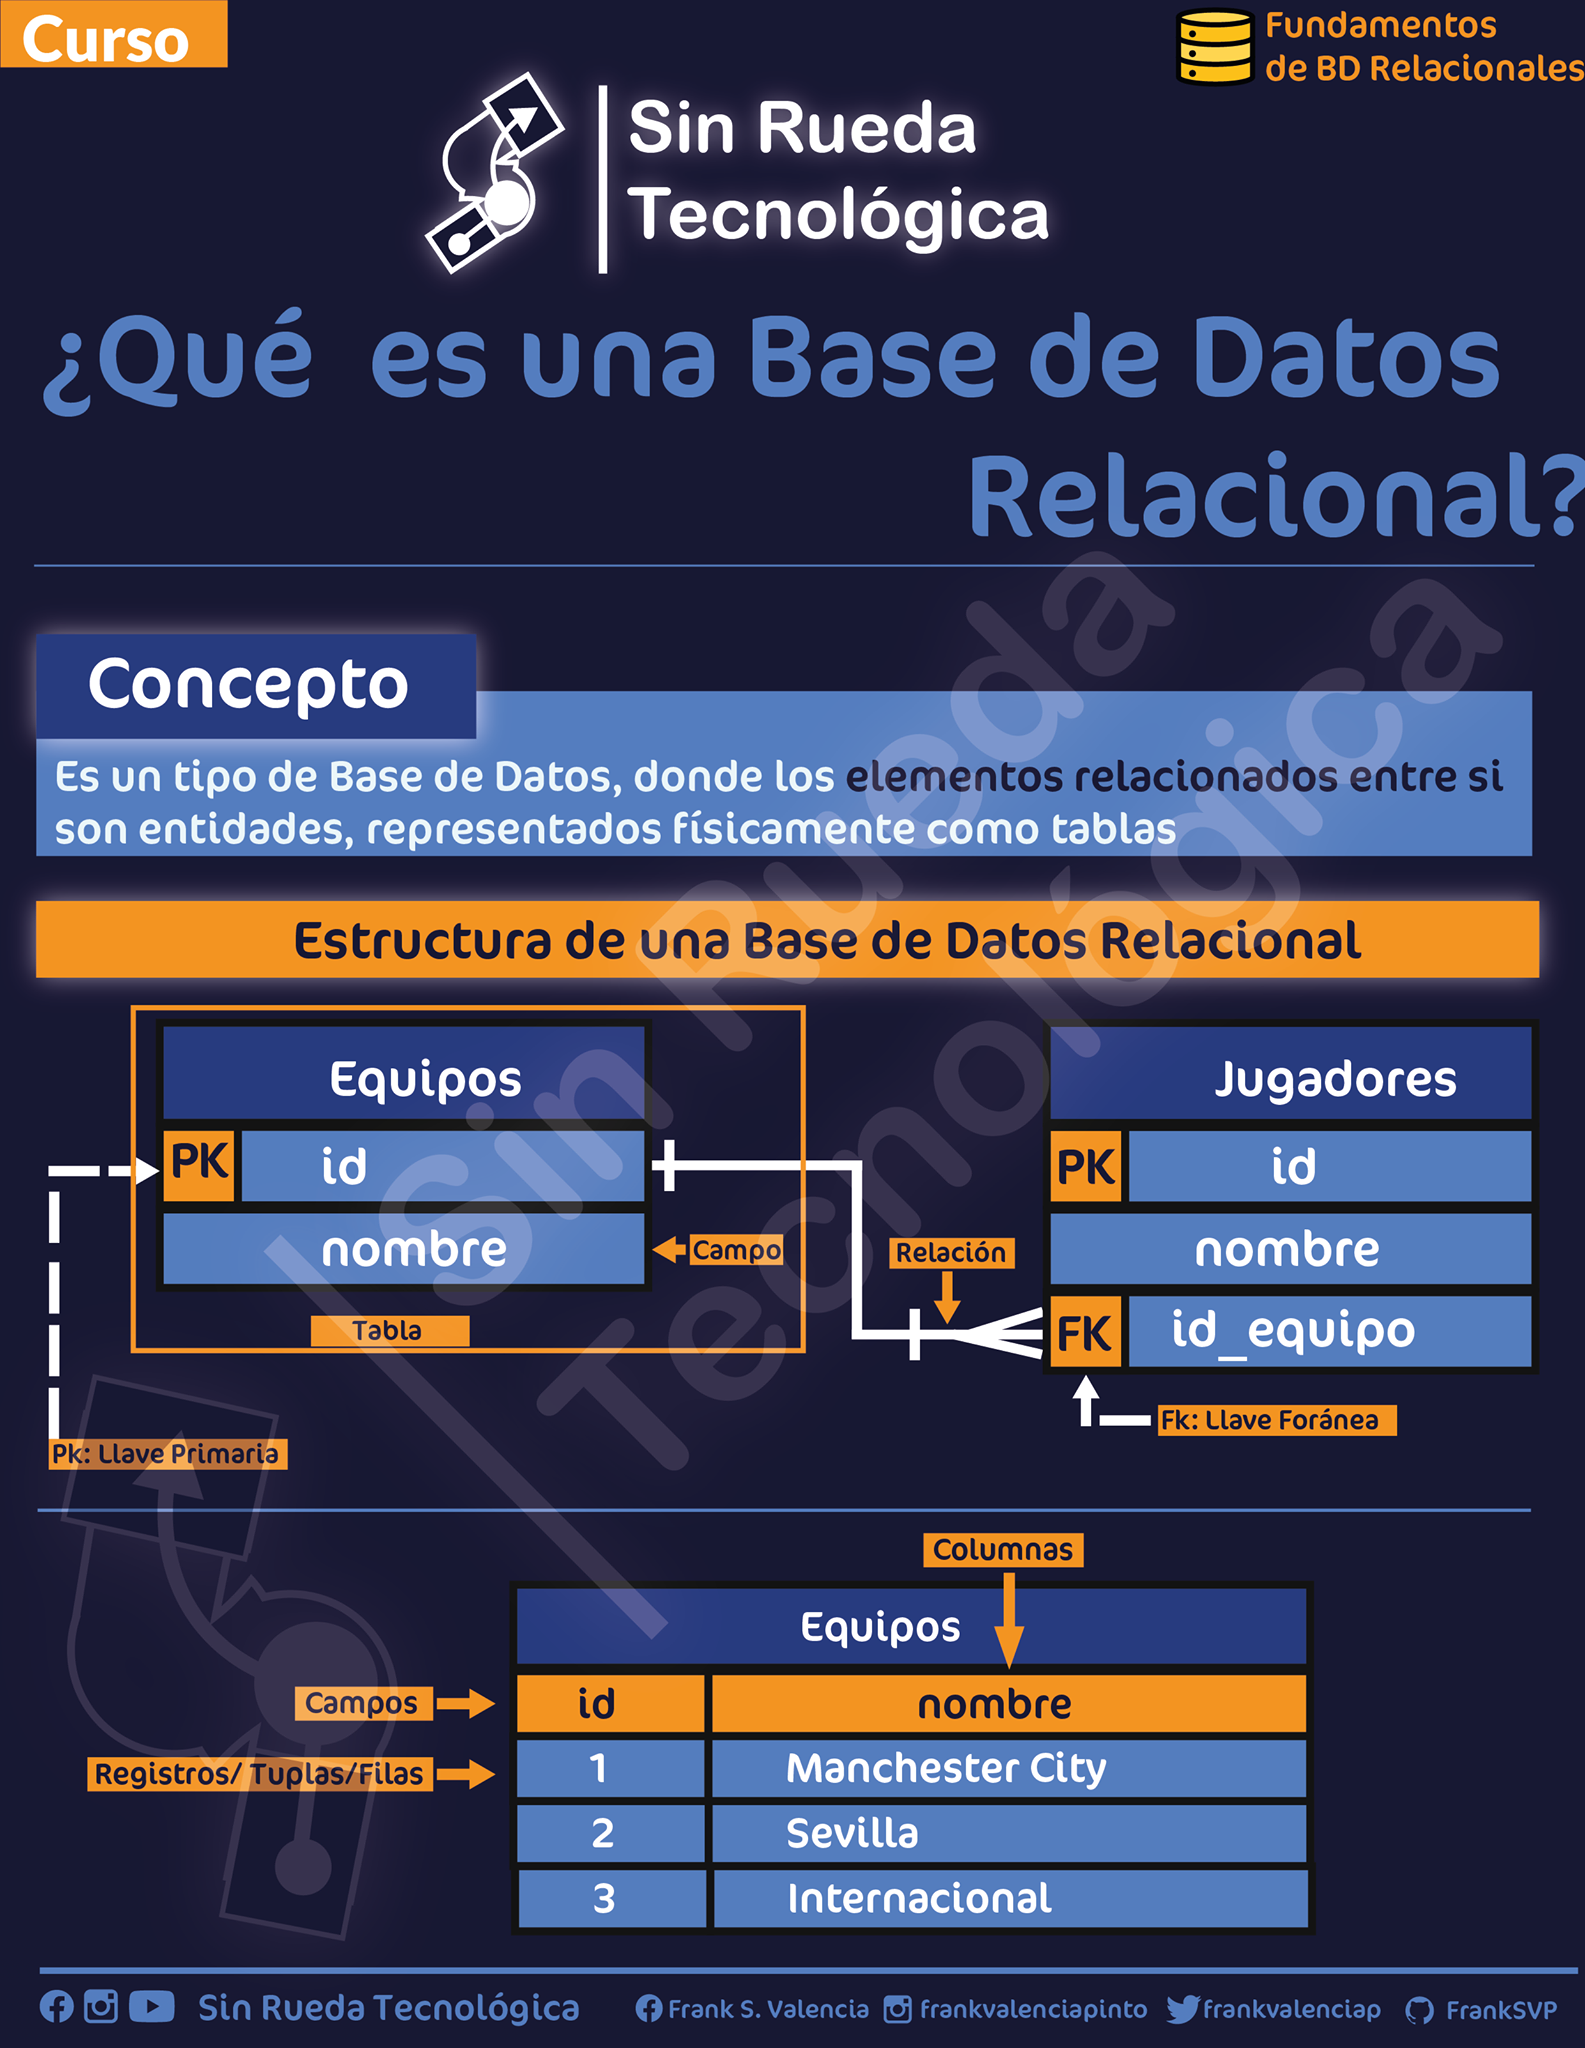 Curso
Fundamentos
de BD Relacionales
Sin Rueda
Tecnológica
¿Qué es una Base de Datos
Relacional?
Concepto
Es un tipo de Base de Datos, donde los elementos relacionados entre si
son entidades, representados físicamente como tablas
Estructura de una Base de Datos Relacional
Equipos
PK id
nombre
Campo
Tabla
Pk: Llave Primaria
Relación
Jugadores
PK id
nombre
FK id_equipo
Fk: Llave Foránea
Sin Rueda
Tecnológica
Columnas
Equipos
Campos
id nombre
Registros/ Tuplas/Filas
1 Manchester City
2 Sevilla
3 Internacional
Sin Rueda Tecnológica Frank S. Valencia frankvalenciapinto frankvalenciap FrankSVP